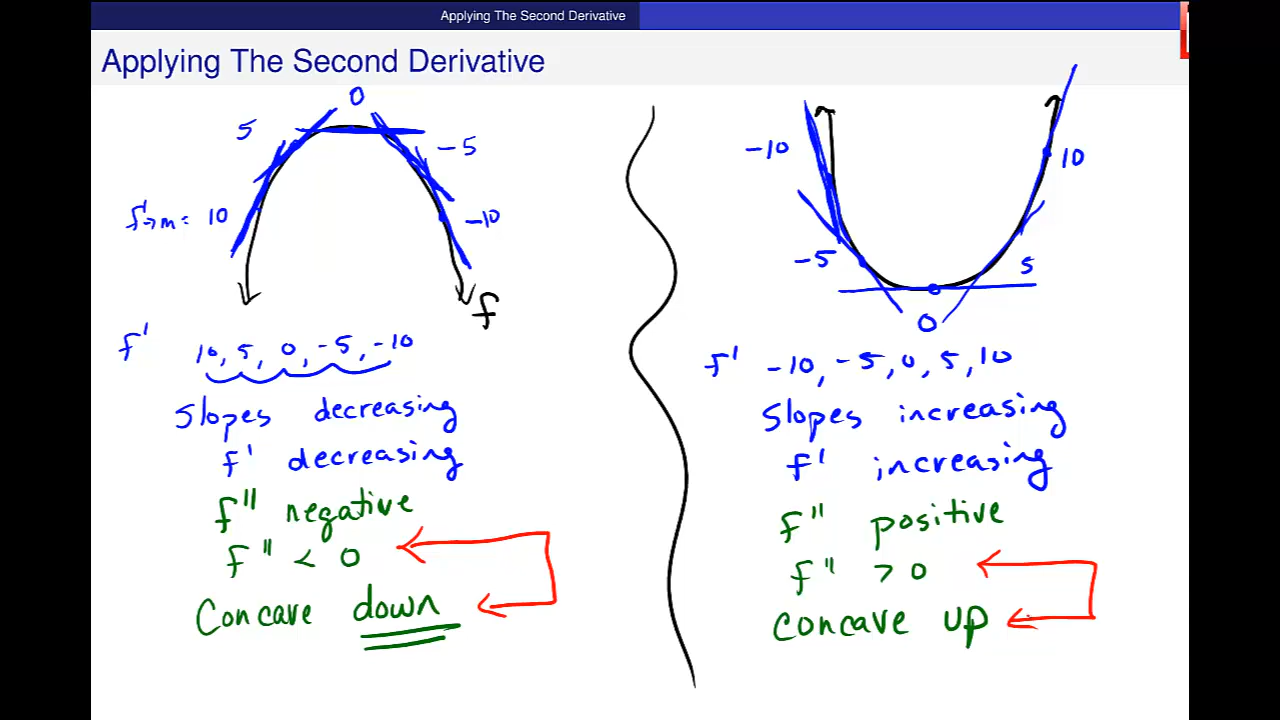 Applying The Second Derivative
Applying The Second Derivative
0
5
-5
f' → m = 10
-10
f
f' 10, 5, 0, -5, -10
Slopes decreasing
f' decreasing
f'' negative
f'' < 0
Concave down
-10
10
-5
5
0
f' -10, -5, 0, 5, 10
Slopes increasing
f' increasing
f'' positive
f'' > 0
concave up